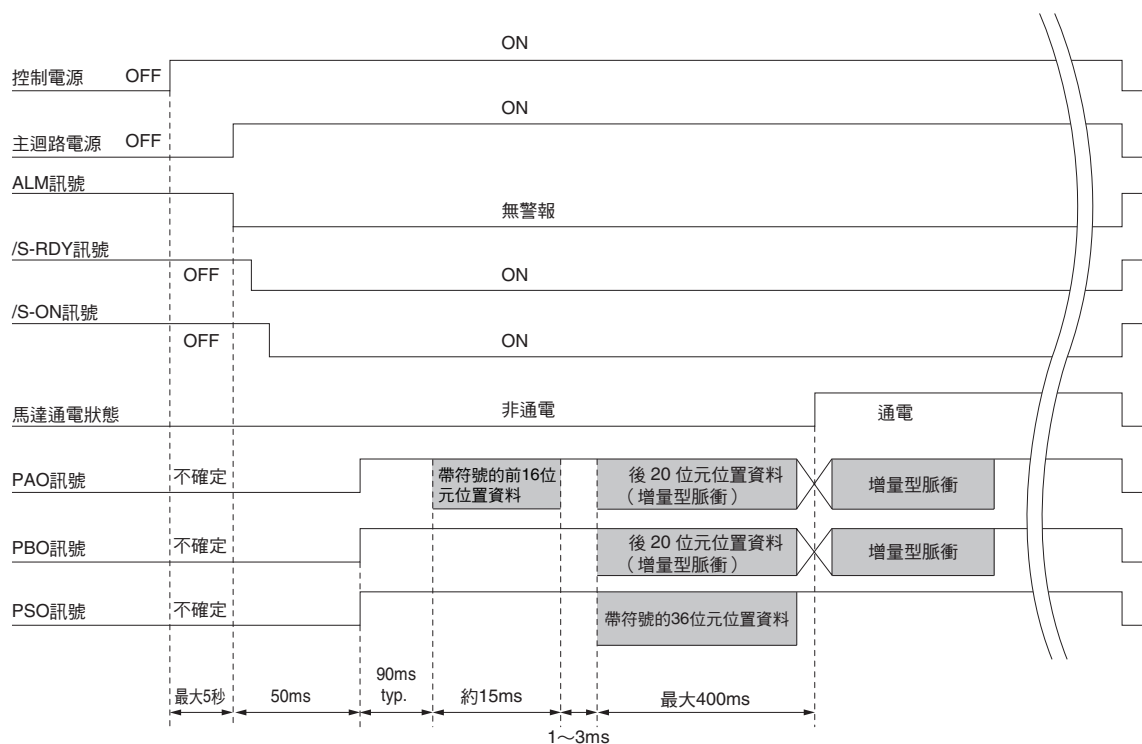 ON
控制電源 OFF
ON
主迴路電源 OFF
ALM訊號
無警報
/S-RDY訊號
OFF ON
/S-ON訊號
OFF ON
馬達通電狀態 非通電 通電
PAO訊號 不確定 帶符號的前16位
元位置資料
後 20 位元位置資料
（增量型脈衝）
增量型脈衝
PBO訊號 不確定 後 20 位元位置資料
（增量型脈衝）
增量型脈衝
PSO訊號 不確定 帶符號的36位元位置資料
最大5秒 50ms 90ms
typ.
約15ms 最大400ms
1～3ms